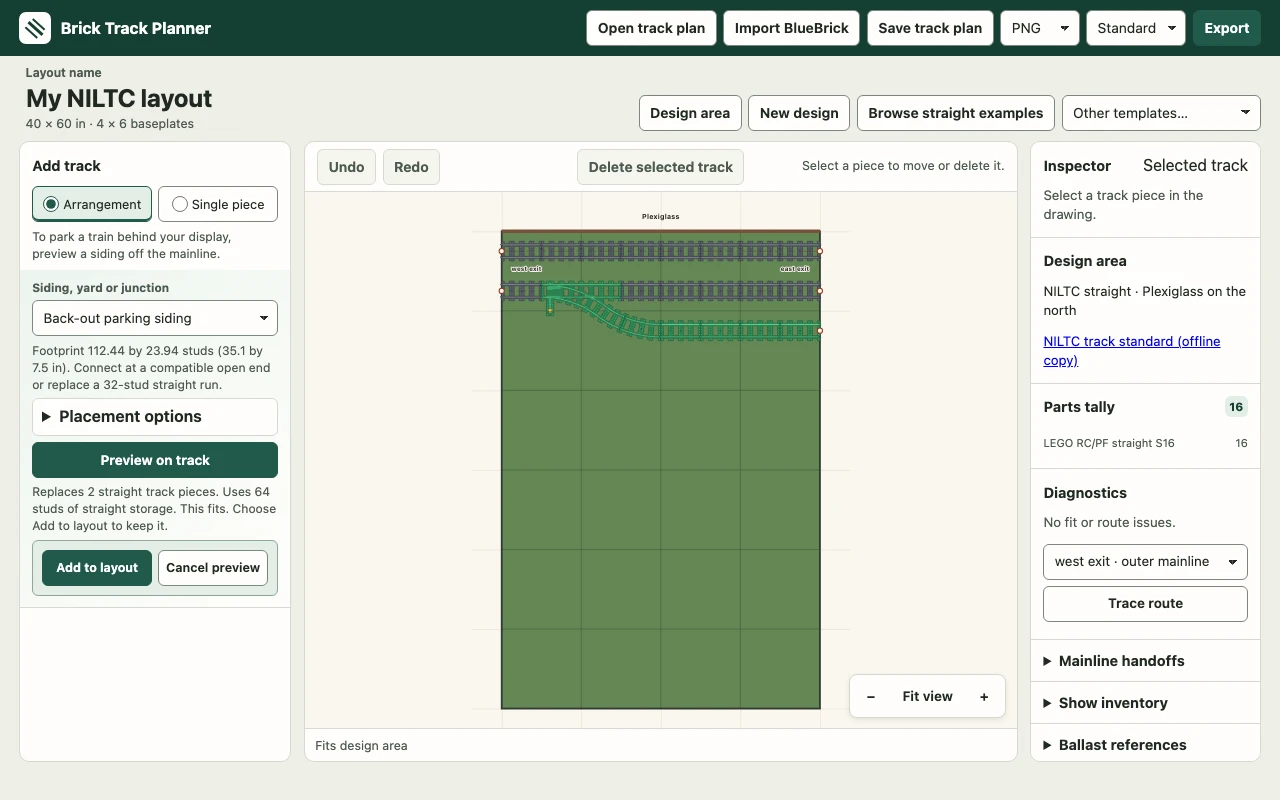 Brick Track Planner
Open track plan
Import BlueBrick
Save track plan
PNG
Standard
Export
Layout name
My NILTC layout
40 × 60 in · 4 × 6 baseplates
Design area
New design
Browse straight examples
Other templates...
Add track
Arrangement
Single piece
To park a train behind your display,
preview a siding off the mainline.
Siding, yard or junction
Back-out parking siding
Footprint 112.44 by 23.94 studs (35.1 by
7.5 in). Connect at a compatible open end
or replace a 32-stud straight run.
Placement options
Preview on track
Replaces 2 straight track pieces. Uses 64
studs of straight storage. This fits. Choose
Add to layout to keep it.
Add to layout
Cancel preview
Undo
Redo
Delete selected track
Select a piece to move or delete it.
Plexiglass
west exit
east exit
− Fit view +
Fits design area
Inspector
Selected track
Select a track piece in the
drawing.
Design area
NILTC straight · Plexiglass on the
north
NILTC track standard (offline
copy)
Parts tally
16
LEGO RC/PF straight S16
16
Diagnostics
No fit or route issues.
west exit · outer mainline
Trace route
Mainline handoffs
Show inventory
Ballast references